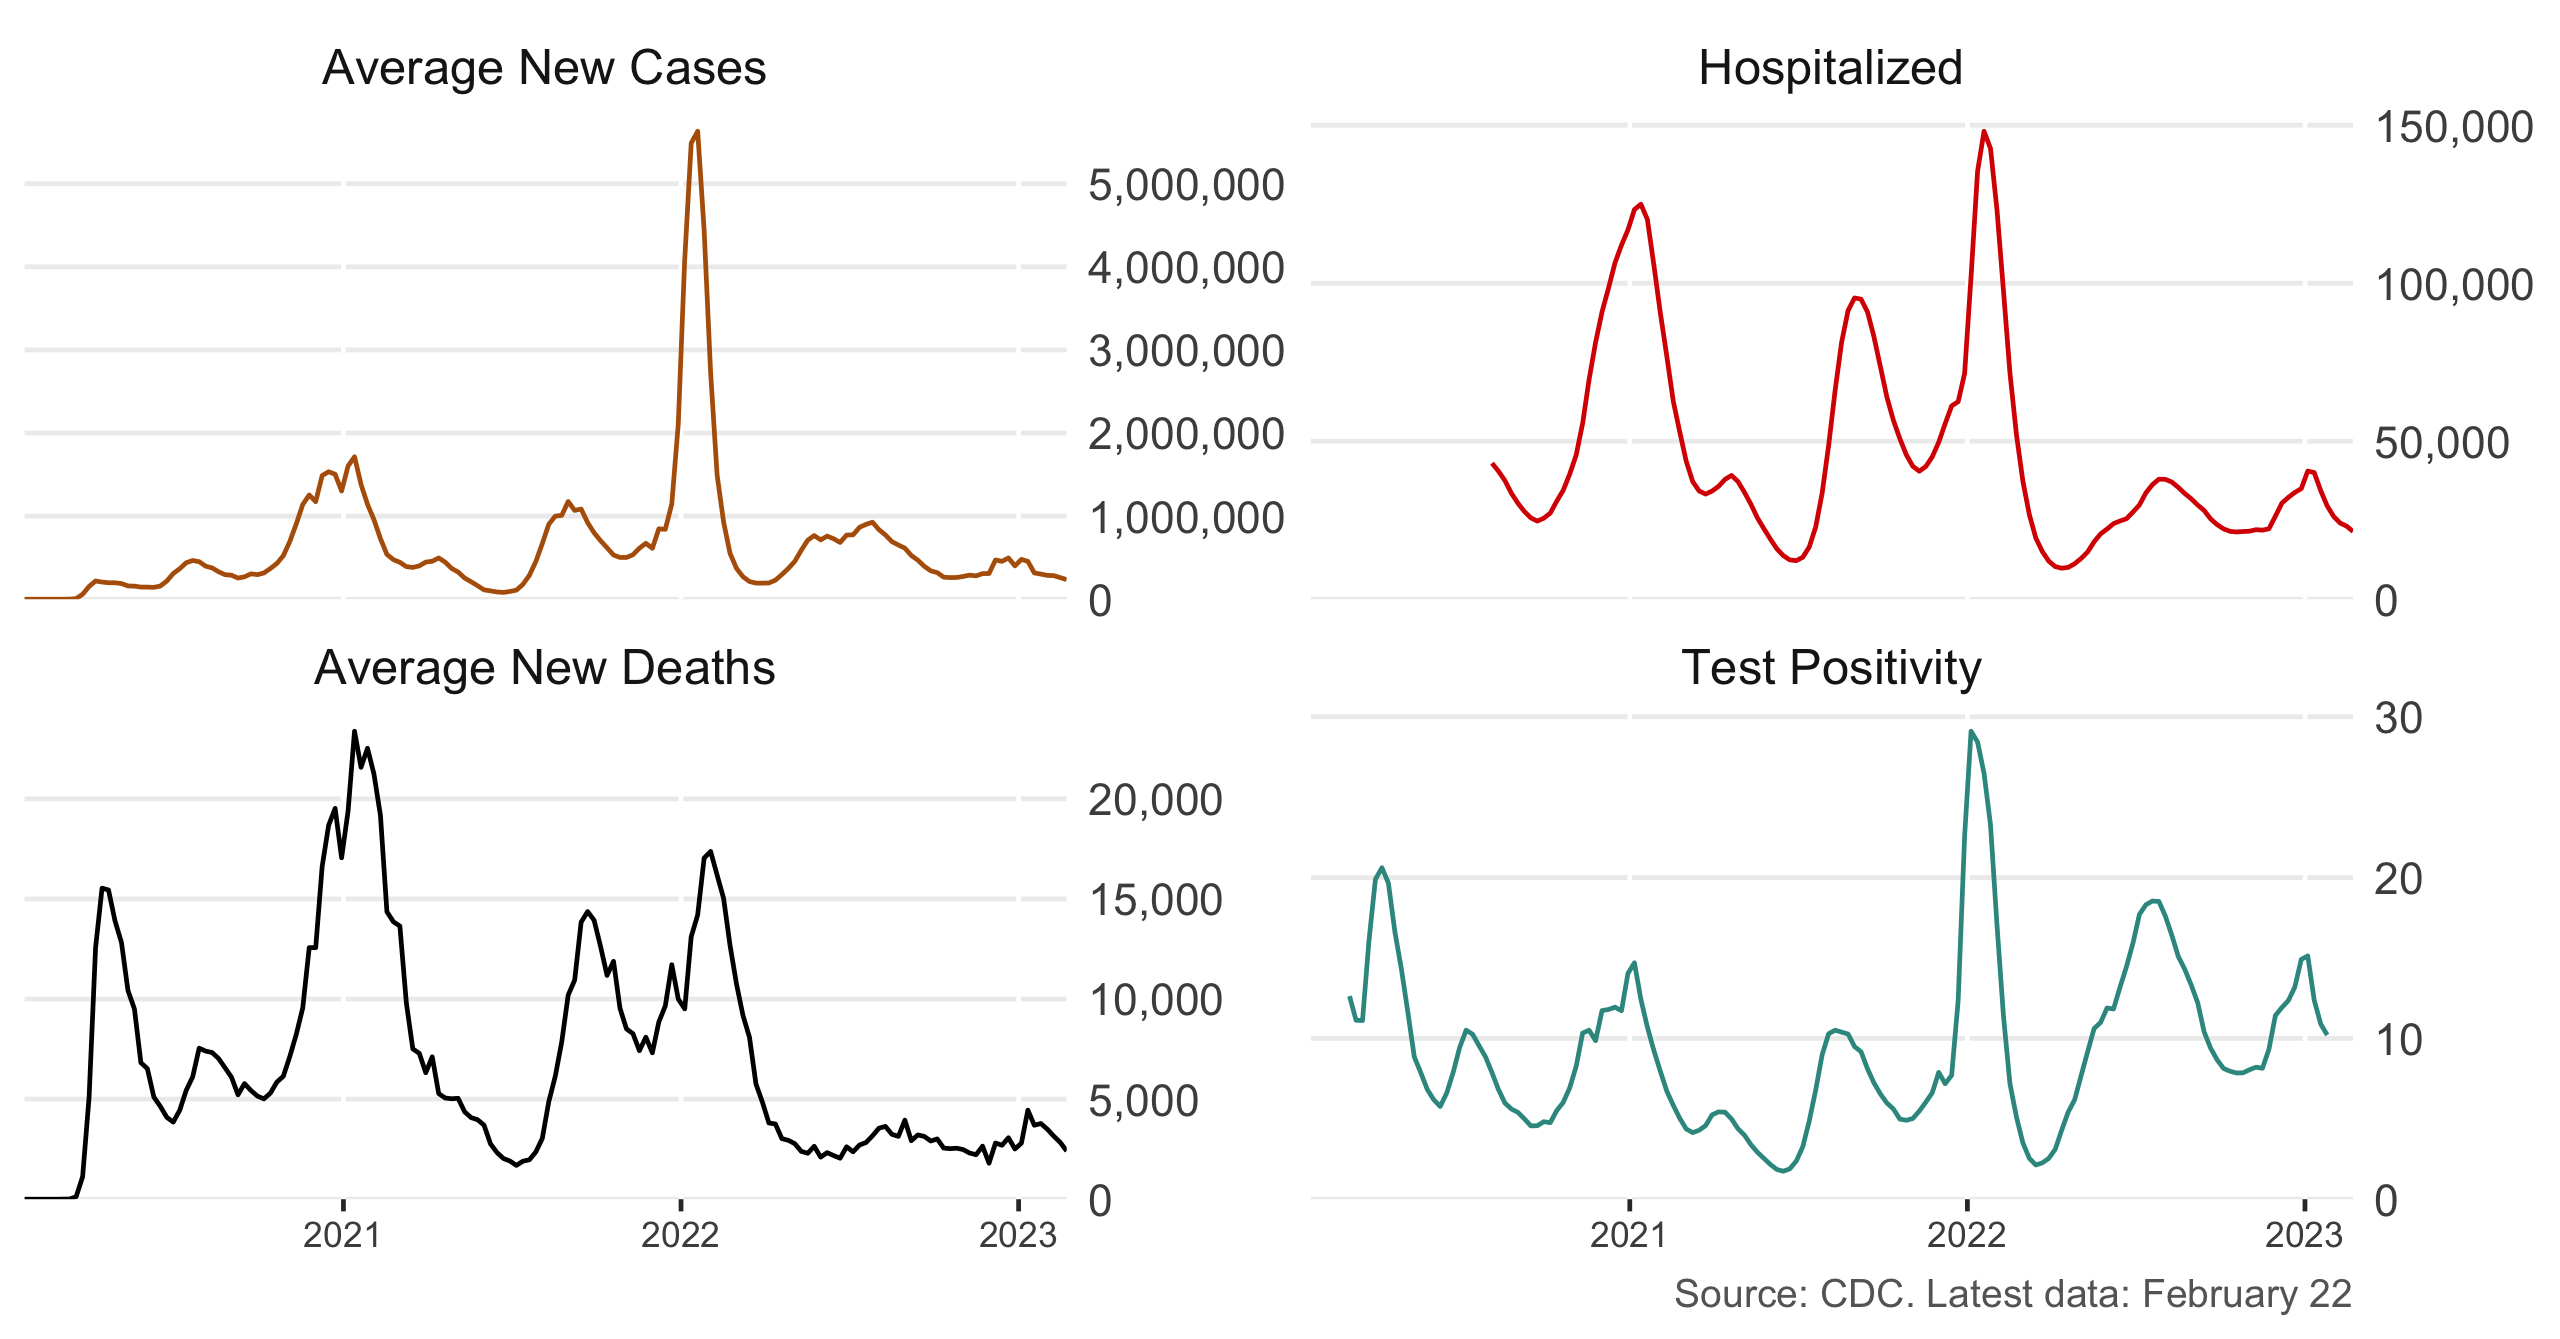 Average New Cases
5,000,000
4,000,000
3,000,000
2,000,000
1,000,000
0
Hospitalized
150,000
100,000
50,000
0
Average New Deaths
20,000
15,000
10,000
5,000
0
2021 2022 2023
Test Positivity
30
20
10
0
2021 2022 2023
Source: CDC. Latest data: February 22